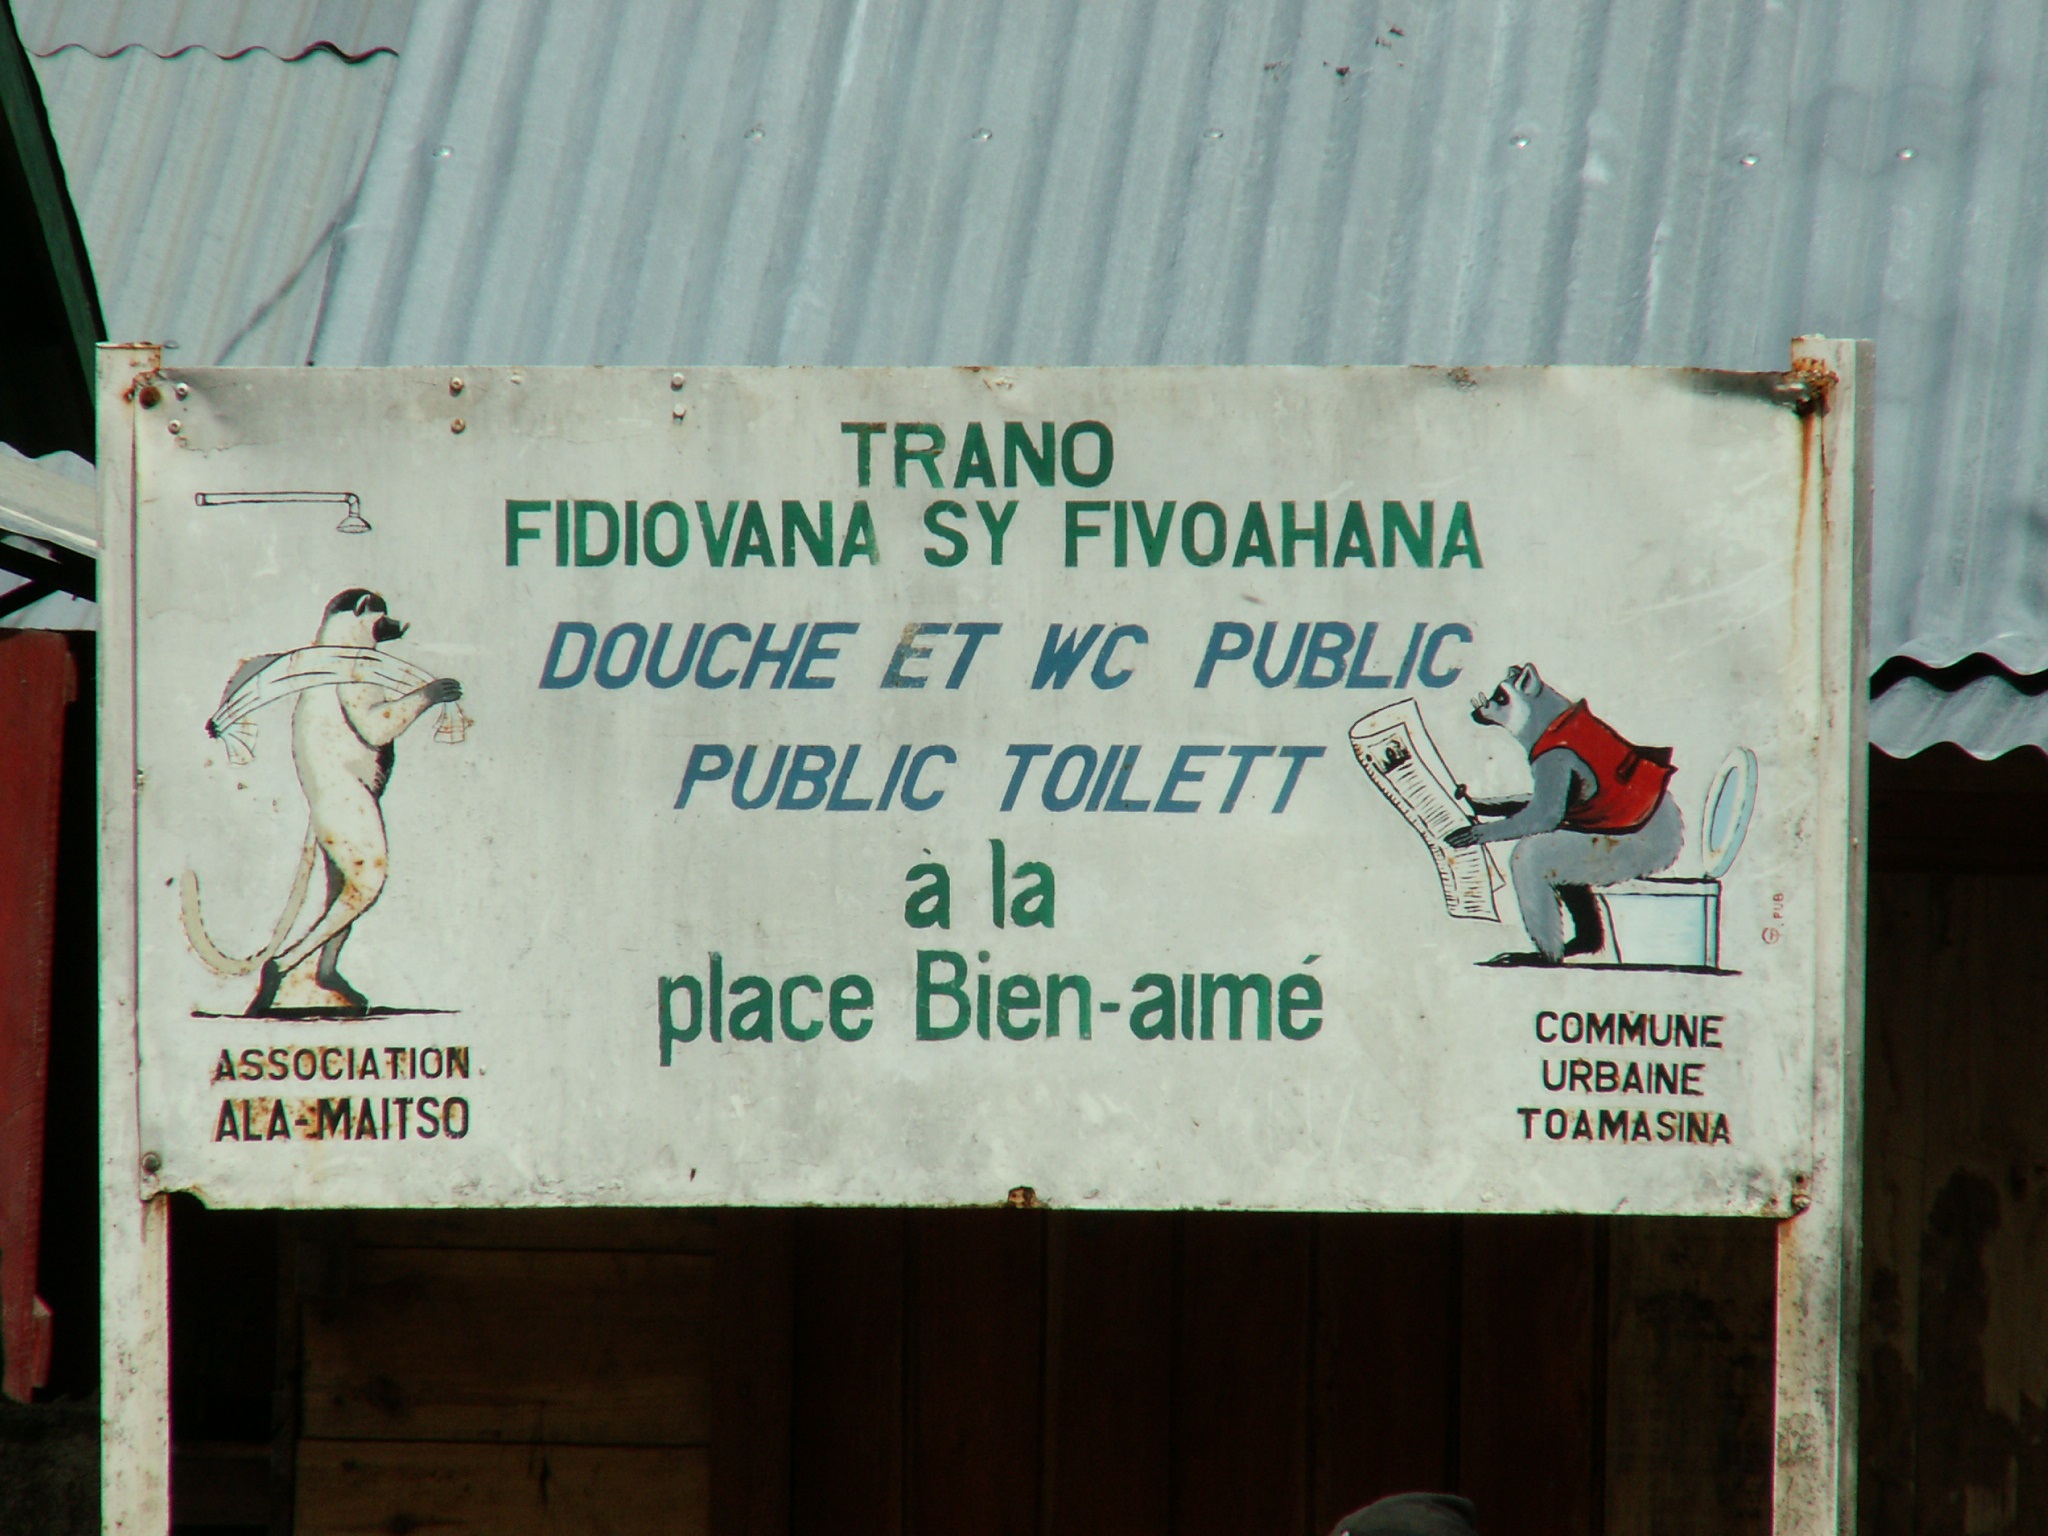 TRANO
FIDIOVANA SY FIVOAHANA
DOUCHE ET WC PUBLIC
PUBLIC TOILETT
à la
place Bien-aimé
ASSOCIATION
ALA-MAITSO
COMMUNE
URBAINE
TOAMASINA
G. PUB